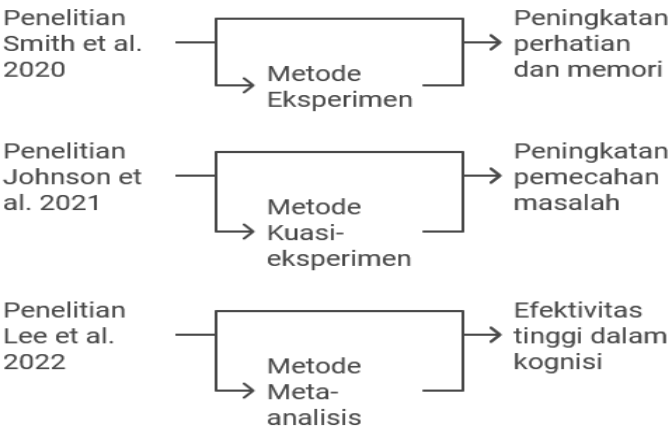 Penelitian
Smith et al.
2020
Metode
Eksperimen
Peningkatan
perhatian
dan memori
Penelitian
Johnson et
al. 2021
Metode
Kuasi-
eksperimen
Peningkatan
pemecahan
masalah
Penelitian
Lee et al.
2022
Metode
Meta-
analisis
Efektivitas
tinggi dalam
kognisi